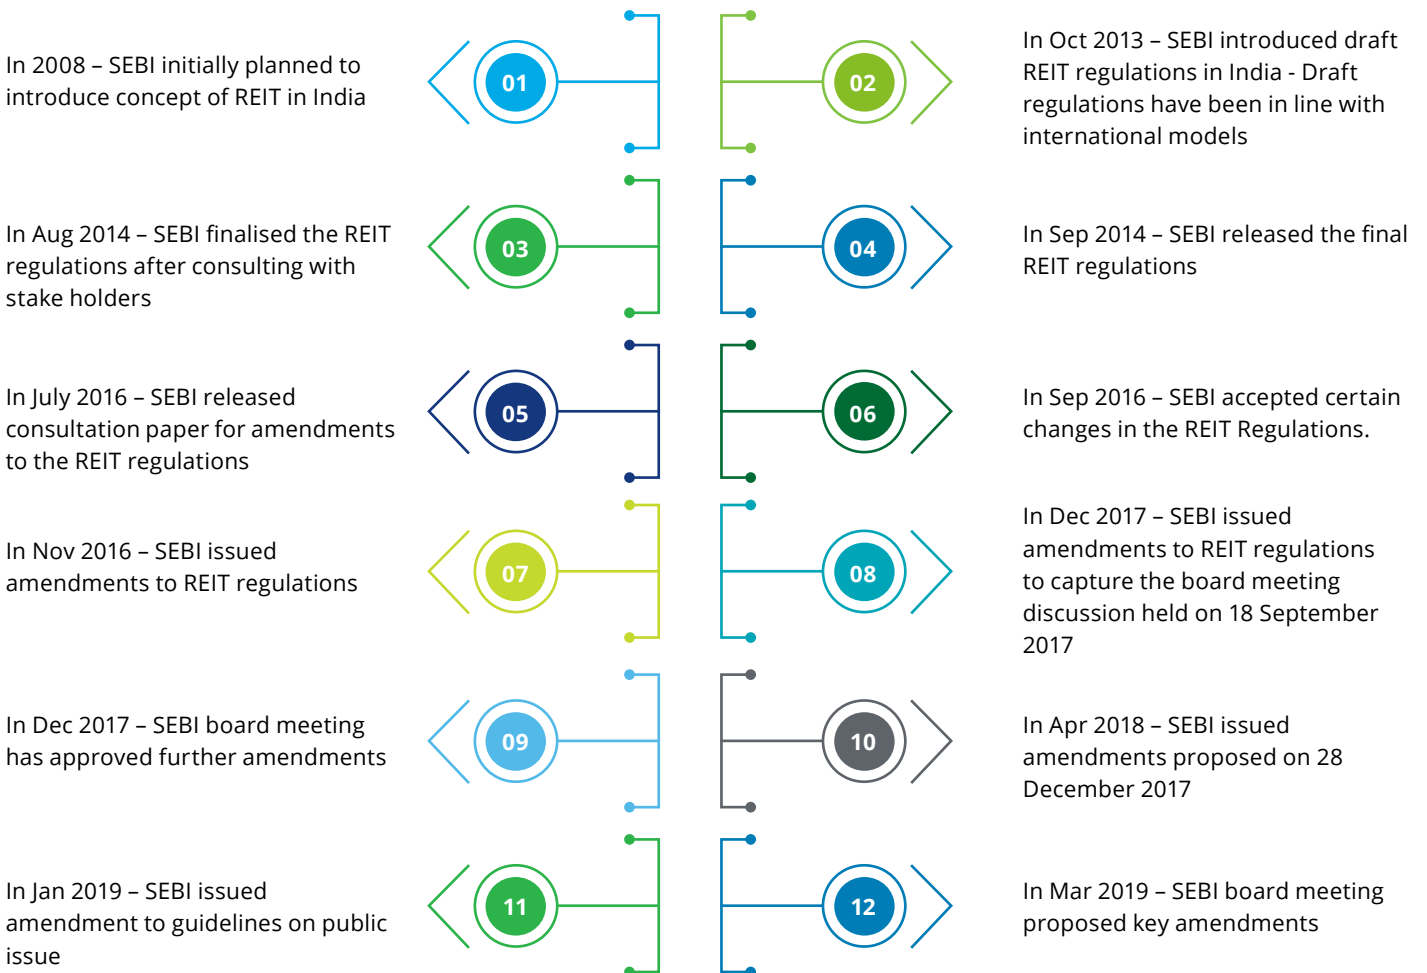 In 2008 – SEBI initially planned to
introduce concept of REIT in India
01
02
In Oct 2013 – SEBI introduced draft
REIT regulations in India - Draft
regulations have been in line with
international models
In Aug 2014 – SEBI finalised the REIT
regulations after consulting with
stake holders
03
04
In Sep 2014 – SEBI released the final
REIT regulations
In July 2016 – SEBI released
consultation paper for amendments
to the REIT regulations
05
06
In Sep 2016 – SEBI accepted certain
changes in the REIT Regulations.
In Nov 2016 – SEBI issued
amendments to REIT regulations
07
08
In Dec 2017 – SEBI issued
amendments to REIT regulations
to capture the board meeting
discussion held on 18 September
2017
In Dec 2017 – SEBI board meeting
has approved further amendments
09
10
In Apr 2018 – SEBI issued
amendments proposed on 28
December 2017
In Jan 2019 – SEBI issued
amendment to guidelines on public
issue
11
12
In Mar 2019 – SEBI board meeting
proposed key amendments